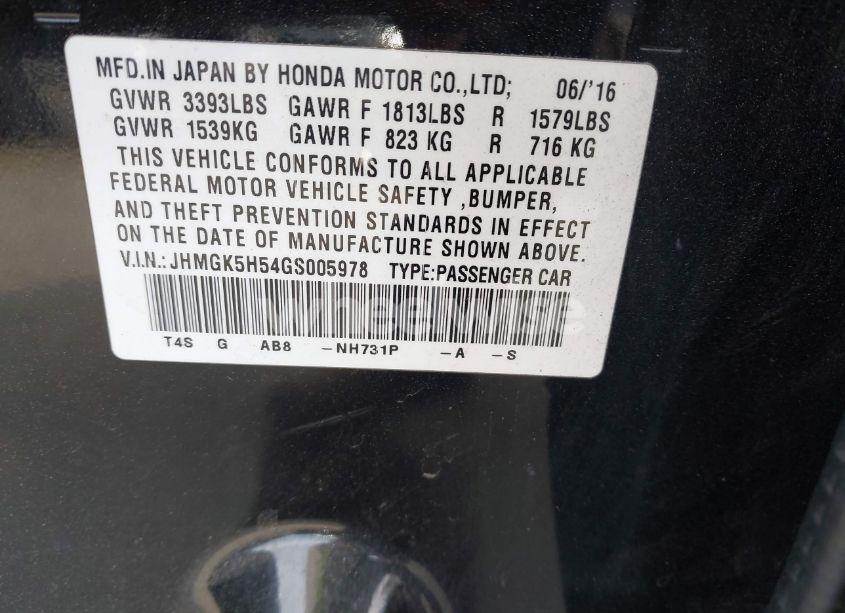 MFD.IN JAPAN BY HONDA MOTOR CO.,LTD; 06/'16
GVWR 3393LBS GAWR F 1813LBS R 1579LBS
GVWR 1539KG GAWR F 823 KG R 716 KG
THIS VEHICLE CONFORMS TO ALL APPLICABLE
FEDERAL MOTOR VEHICLE SAFETY ,BUMPER,
AND THEFT PREVENTION STANDARDS IN EFFECT
ON THE DATE OF MANUFACTURE SHOWN ABOVE.
V.I.N.: JHMGK5H54GS005978 TYPE:PASSENGER CAR
T4S G AB8 -NH731P -A -S